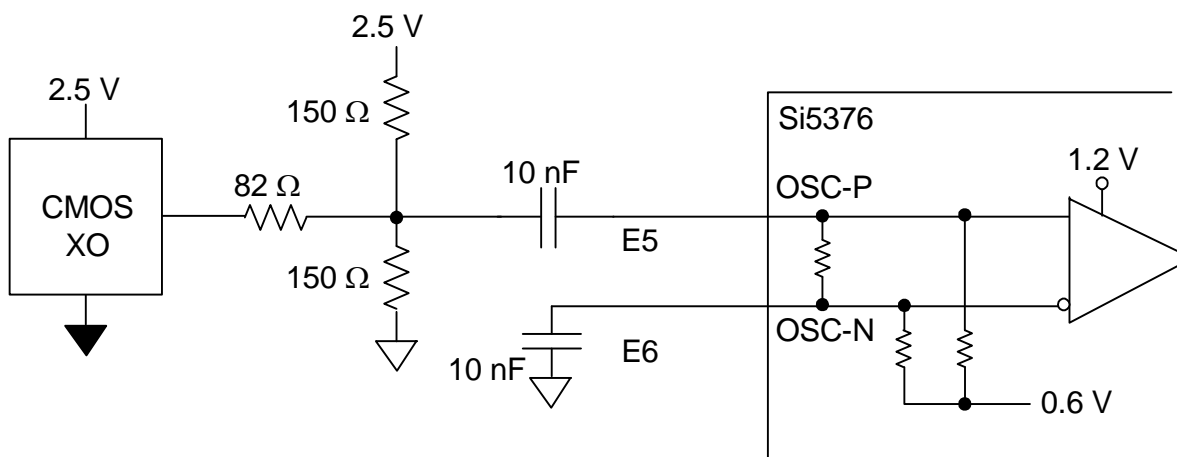 2.5 V
2.5 V
150 Ω
Si5376
1.2 V
10 nF
OSC-P
82 Ω
CMOS
XO
E5
150 Ω
OSC-N
10 nF
E6
0.6 V